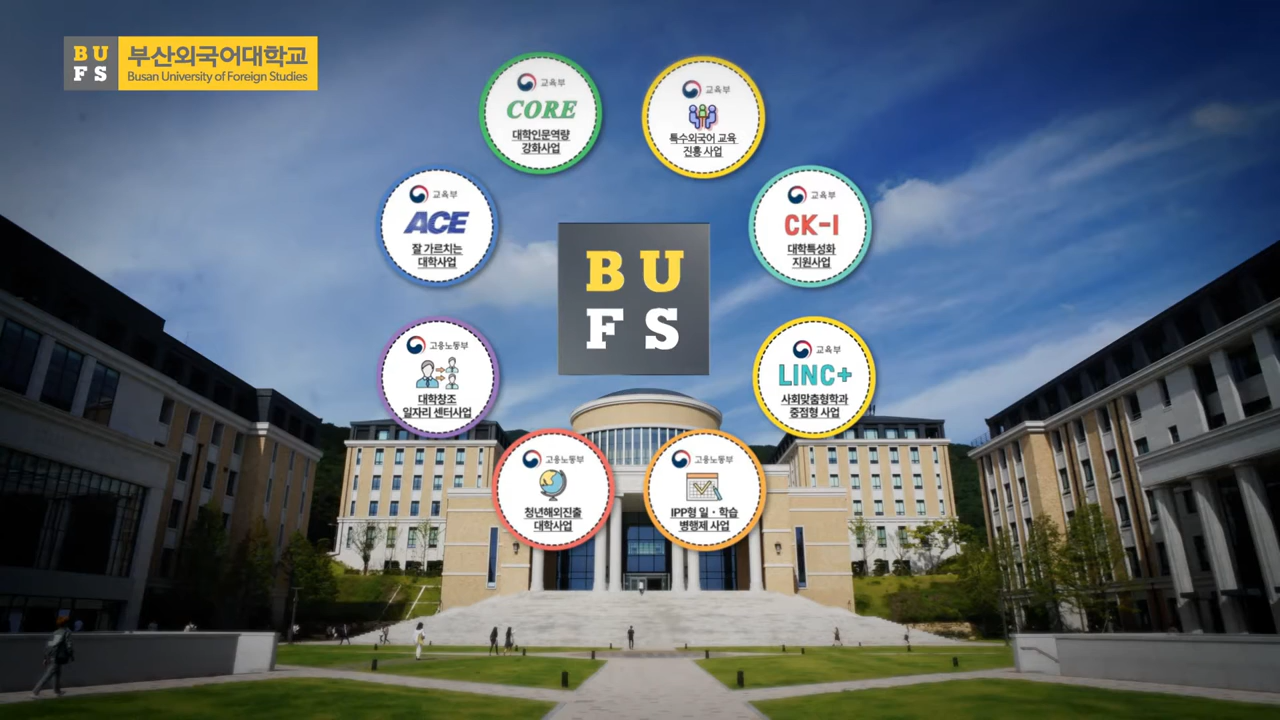 BU
FS
부산외국어대학교
Busan University of Foreign Studies
교육부
CORE
대학인문역량
강화사업
교육부
특수외국어 교육
진흥 사업
교육부
ACE
잘 가르치는
대학사업
교육부
CK-I
대학특성화
지원사업
BU
FS
고용노동부
대학창조
일자리 센터사업
교육부
LINC+
사회맞춤형학과
중점형 사업
고용노동부
청년해외진출
대학사업
고용노동부
IPP형 일·학습
병행제 사업